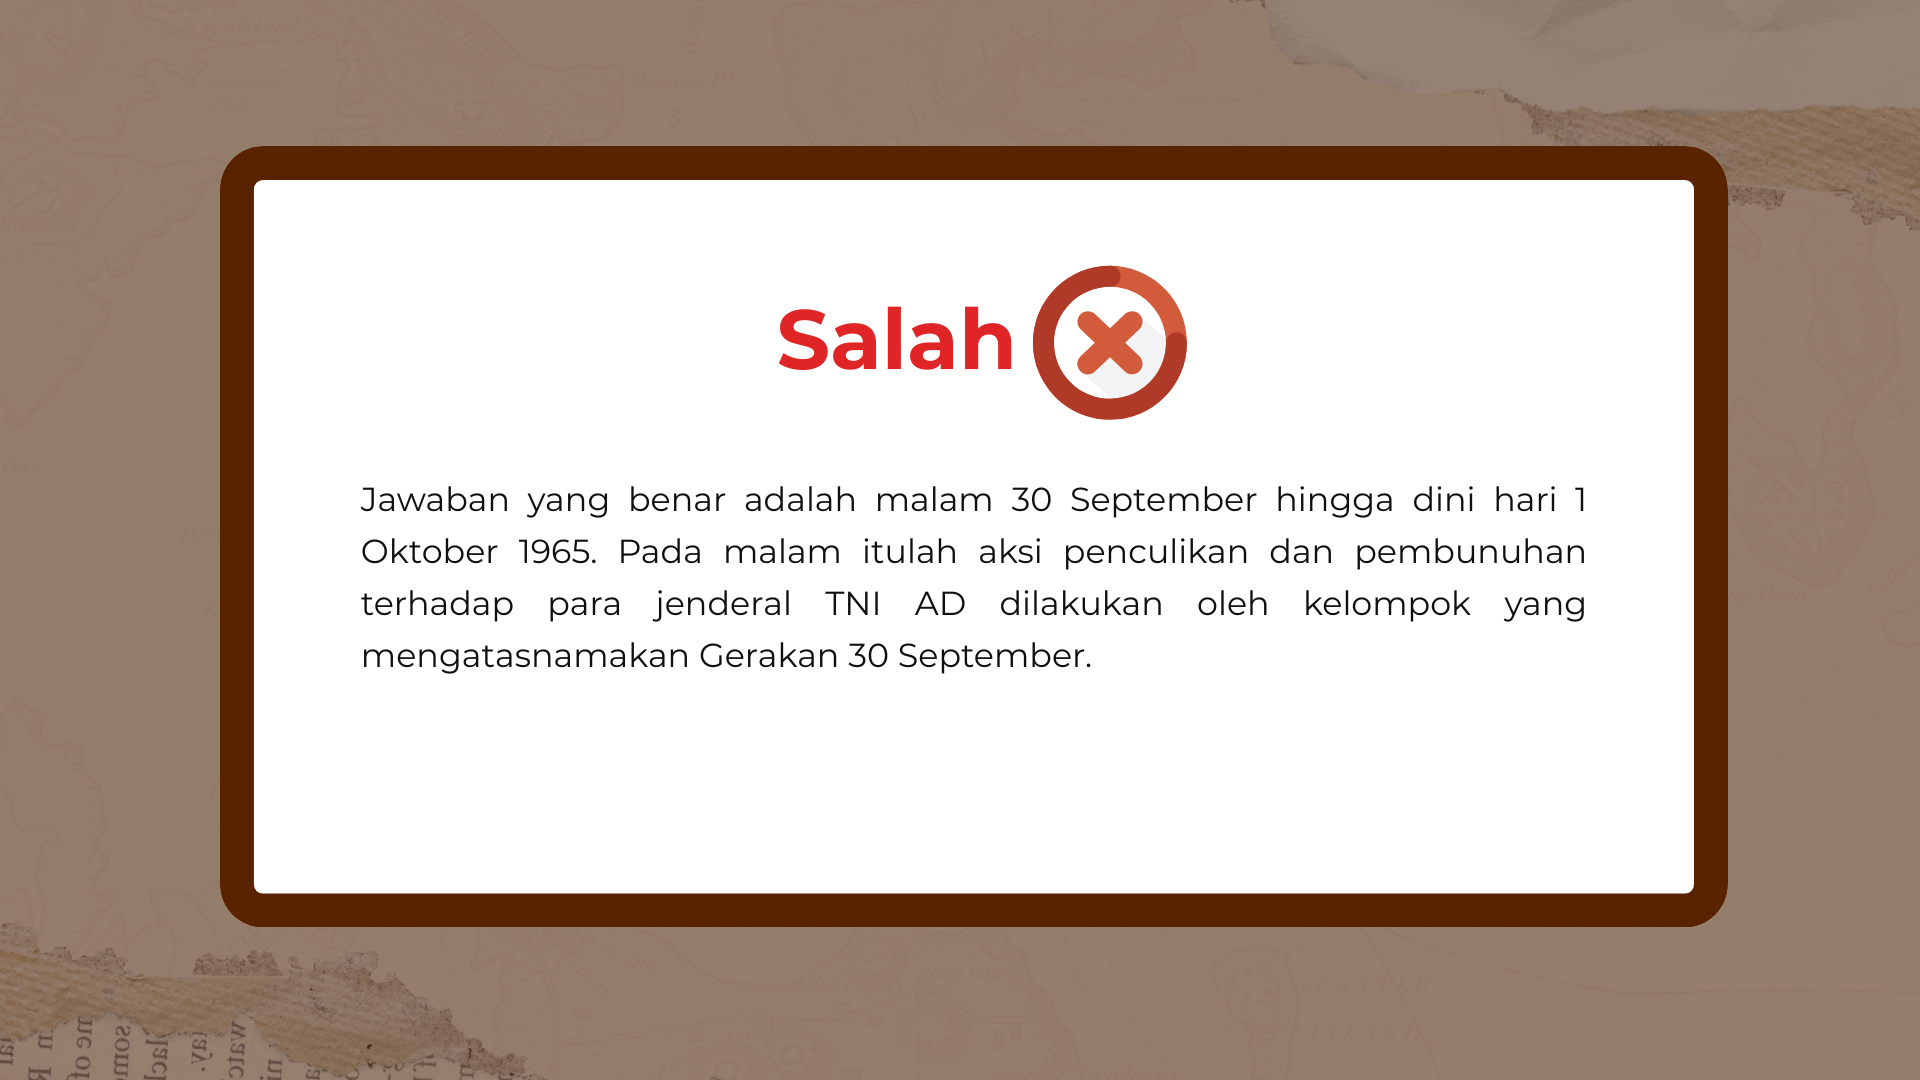 Salah
Jawaban yang benar adalah malam 30 September hingga dini hari 1
Oktober 1965. Pada malam itulah aksi penculikan dan pembunuhan
terhadap para jenderal TNI AD dilakukan oleh kelompok yang
mengatasnamakan Gerakan 30 September.